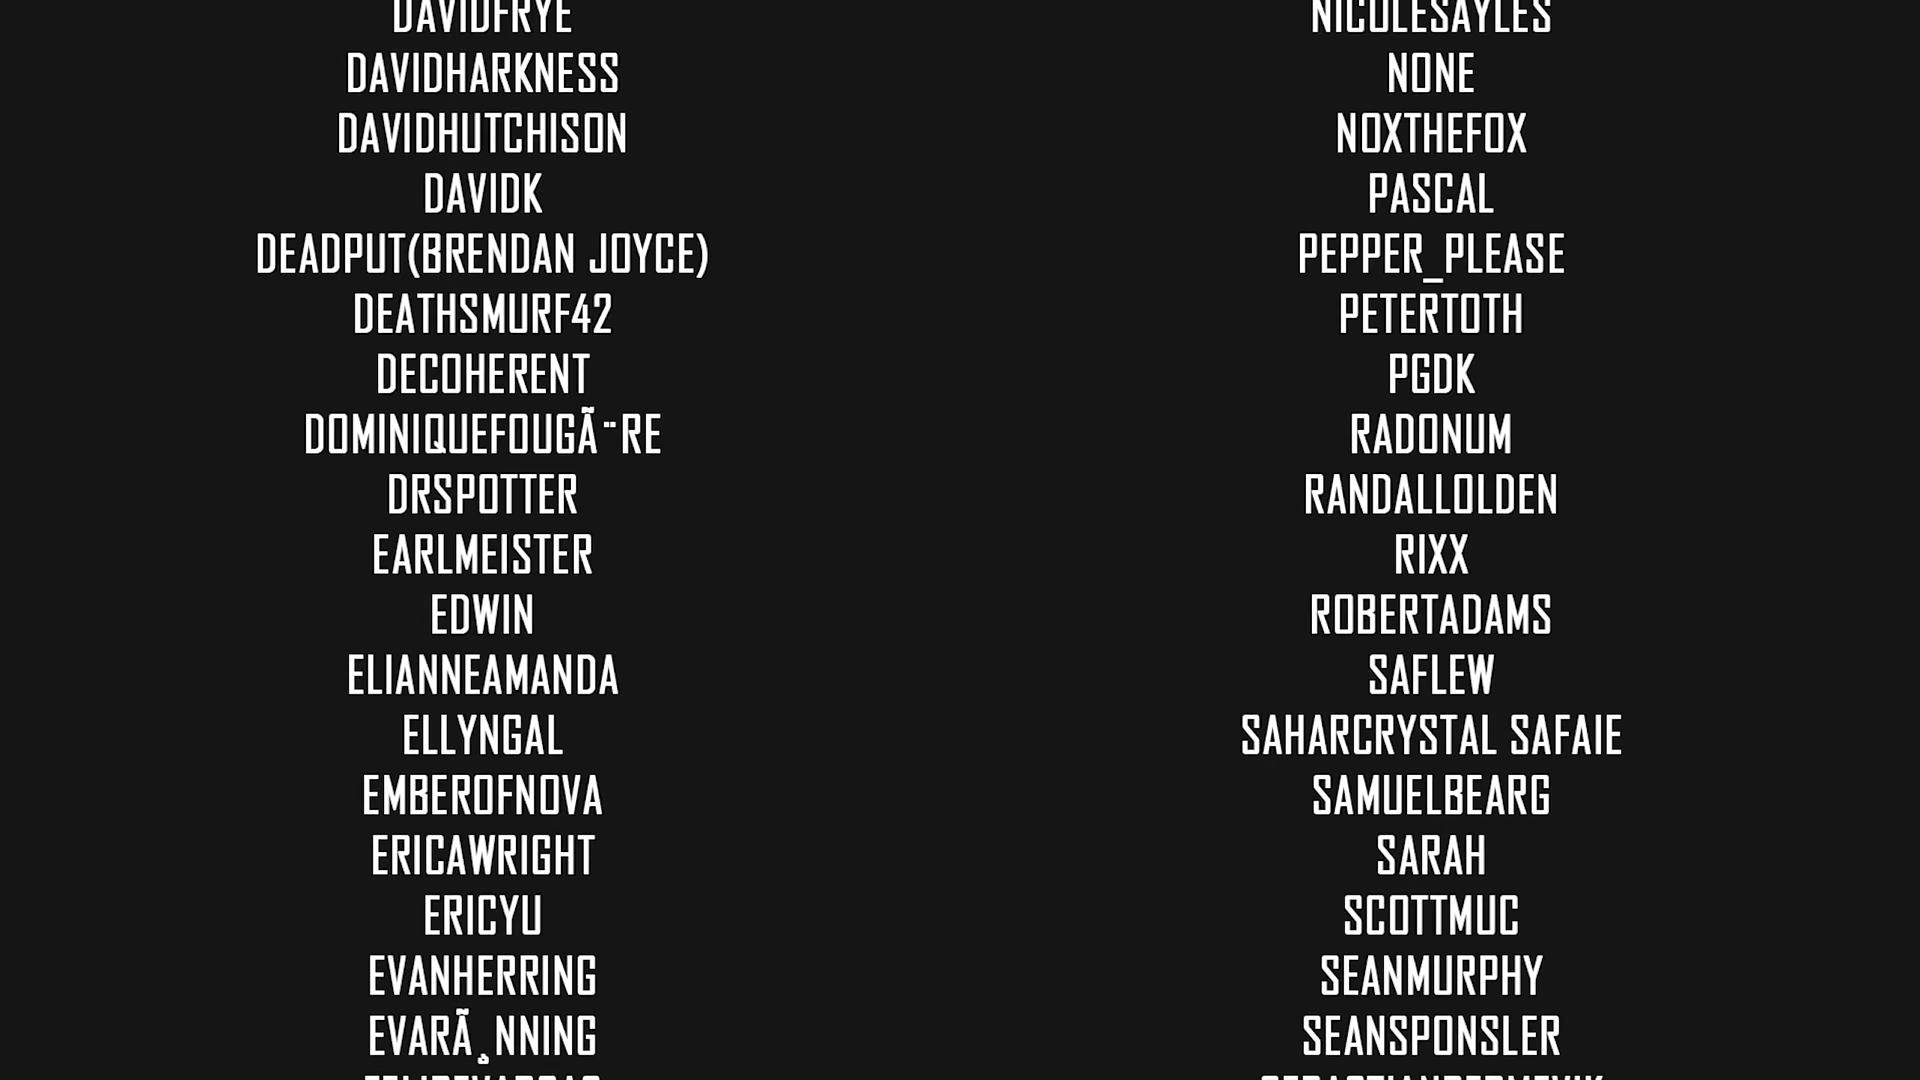 DAVIDFRYE
DAVIDHARKNESS
DAVIDHUTCHISON
DAVIDK
DEADPUT(BRENDAN JOYCE)
DEATHSMURF42
DECOHERENT
DOMINIQUEFOUGÃ¨RE
DRSPOTTER
EARLMEISTER
EDWIN
ELIANNEAMANDA
ELLYNGAL
EMBEROFNOVA
ERICAWRIGHT
ERICYU
EVANHERRING
EVARÃ¸NNING
NICOLESAYLES
NONE
NOXTHEFOX
PASCAL
PEPPER_PLEASE
PETERTOTH
PGDK
RADONUM
RANDALLOLDEN
RIXX
ROBERTADAMS
SAFLEW
SAHARCRYSTAL SAFAIE
SAMUELBEARG
SARAH
SCOTTMUC
SEANMURPHY
SEANSPONSLER